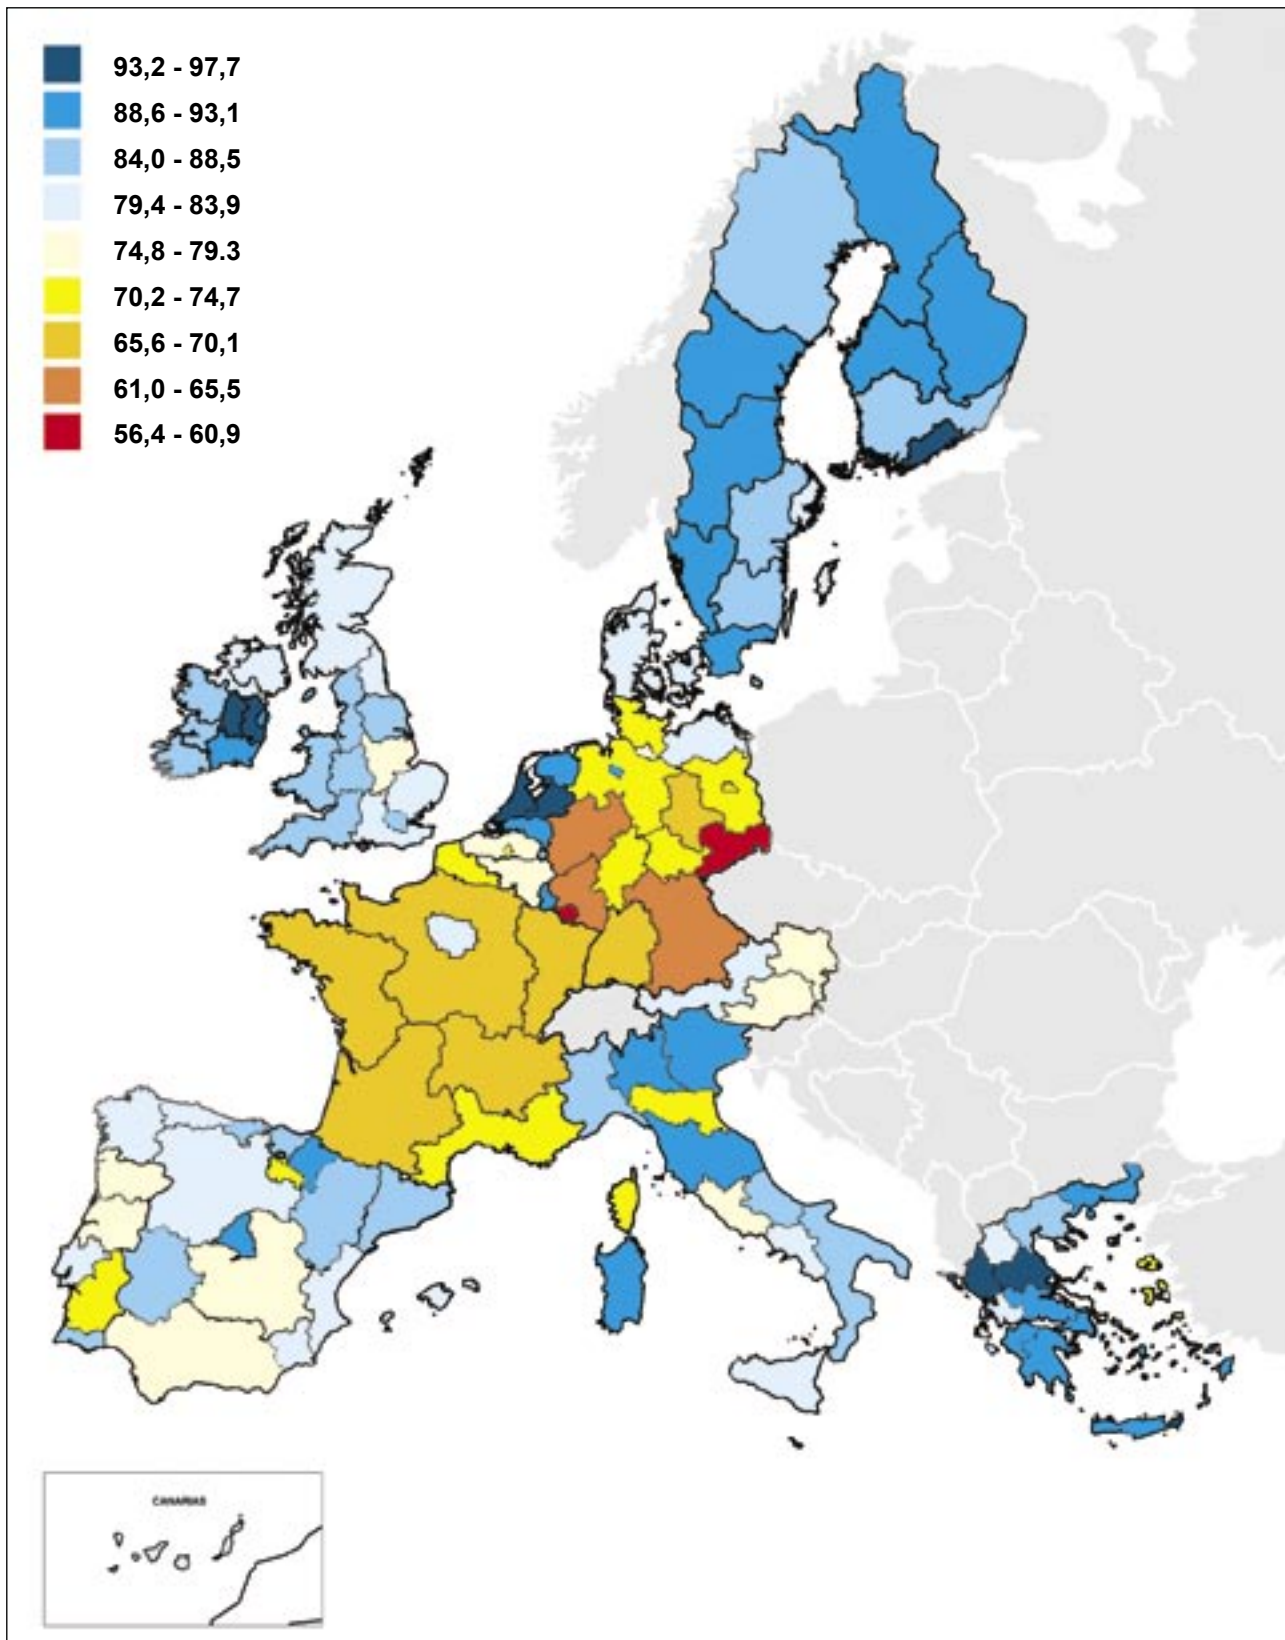 93,2 - 97,7
88,6 - 93,1
84,0 - 88,5
79,4 - 83,9
74,8 - 79.3
70,2 - 74,7
65,6 - 70,1
61,0 - 65,5
56,4 - 60,9
CANARIAS